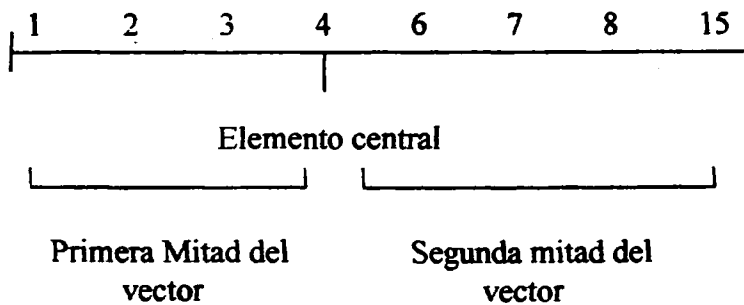 1 2 3 4 6 7 8 15
Elemento central
Primera Mitad del
vector
Segunda mitad del
vector